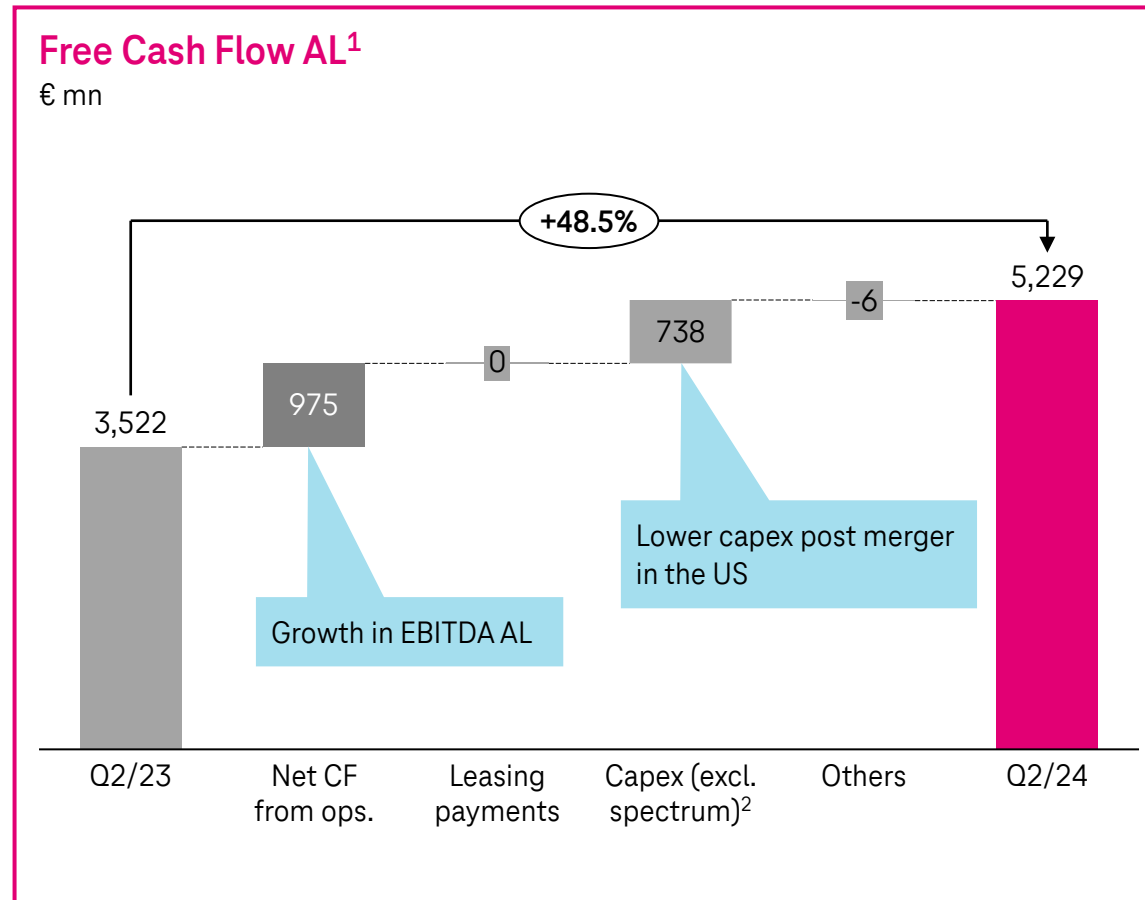 Free Cash Flow AL¹
€ mn
+48.5%
3,522
975
0
738
-6
5,229
Growth in EBITDA AL
Lower capex post merger
in the US
Q2/23
Net CF
from ops.
Leasing
payments
Capex (excl.
spectrum)²
Others
Q2/24